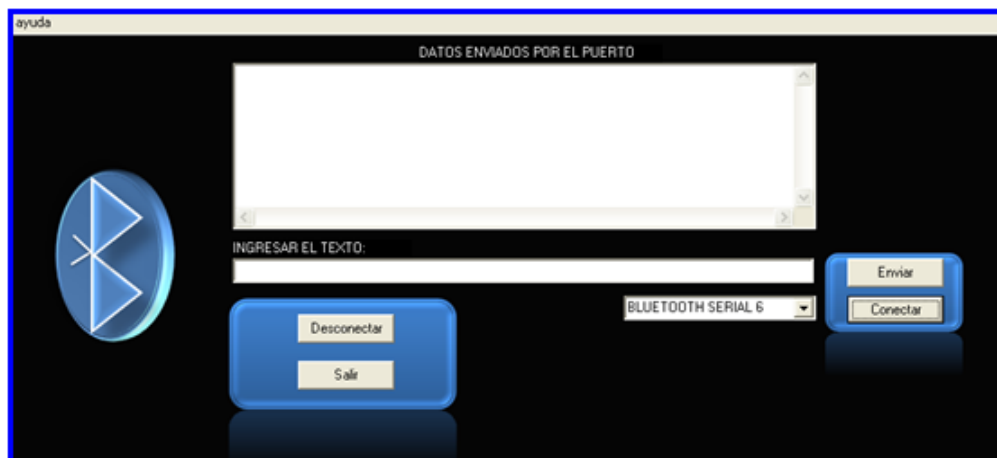 ayuda
DATOS ENVIADOS POR EL PUERTO
INGRESAR EL TEXTO:
Enviar
BLUETOOTH SERIAL 6
Conectar
Desconectar
Salir